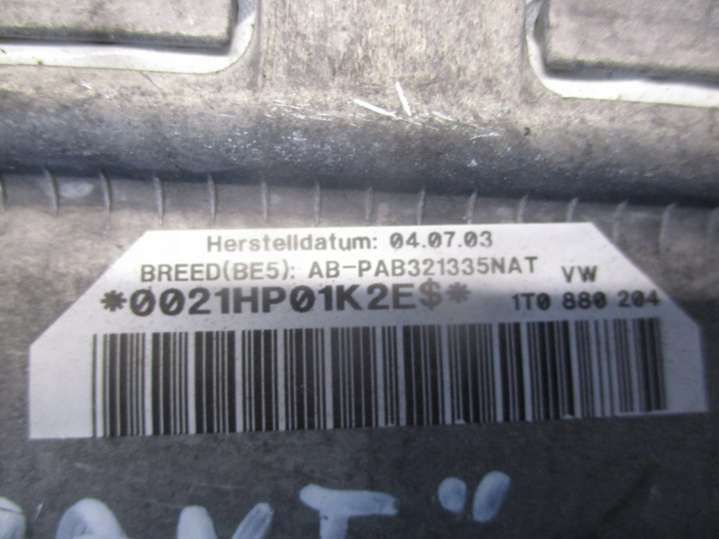 Herstelldatum: 04.07.03
BREED(BE5): AB-PAB321335NAT VW
*0021HP01K2E$* 1T0 880 204